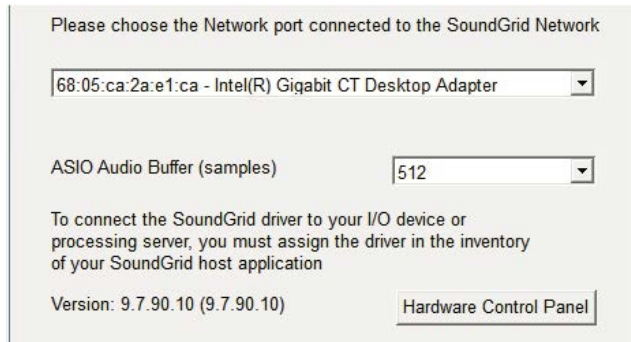 Please choose the Network port connected to the SoundGrid Network
68:05:ca:2a:e1:ca - Intel(R) Gigabit CT Desktop Adapter
ASIO Audio Buffer (samples)
512
To connect the SoundGrid driver to your I/O device or
processing server, you must assign the driver in the inventory
of your SoundGrid host application
Version: 9.7.90.10 (9.7.90.10)
Hardware Control Panel